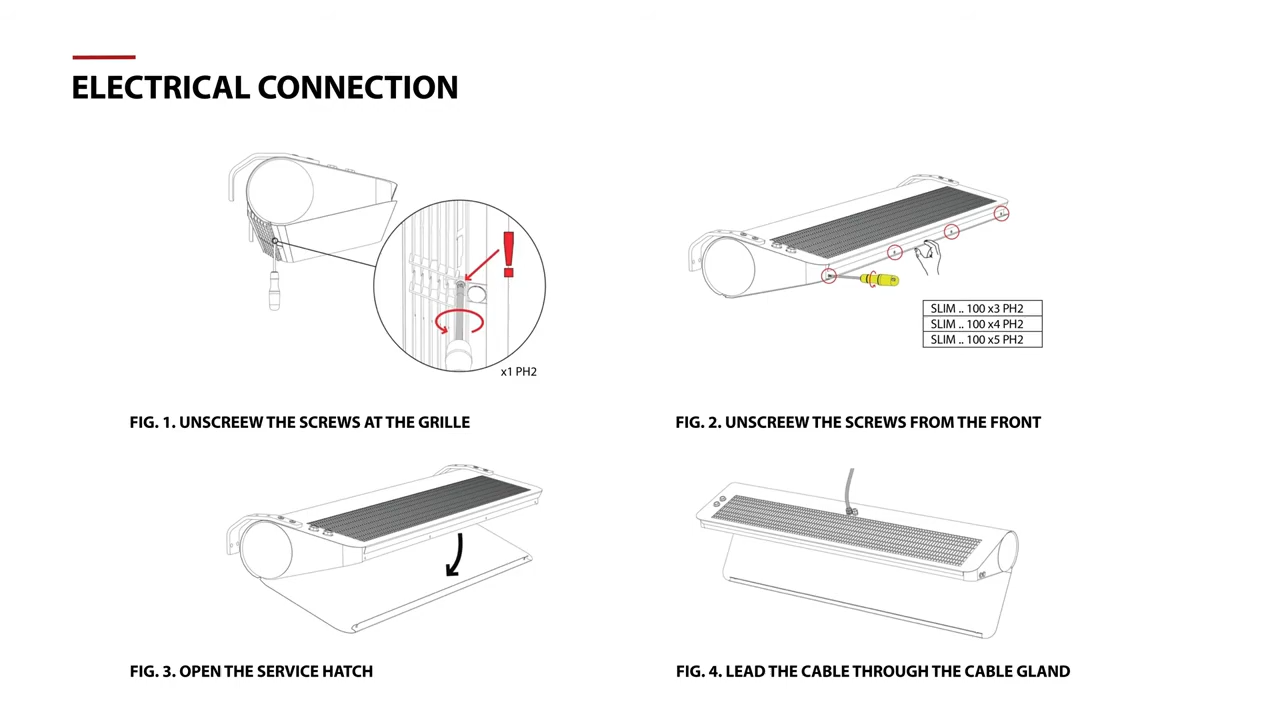 ELECTRICAL CONNECTION
x1 PH2
SLIM .. 100 x3 PH2
SLIM .. 100 x4 PH2
SLIM .. 100 x5 PH2
FIG. 1. UNSCREEW THE SCREWS AT THE GRILLE
FIG. 2. UNSCREEW THE SCREWS FROM THE FRONT
FIG. 3. OPEN THE SERVICE HATCH
FIG. 4. LEAD THE CABLE THROUGH THE CABLE GLAND